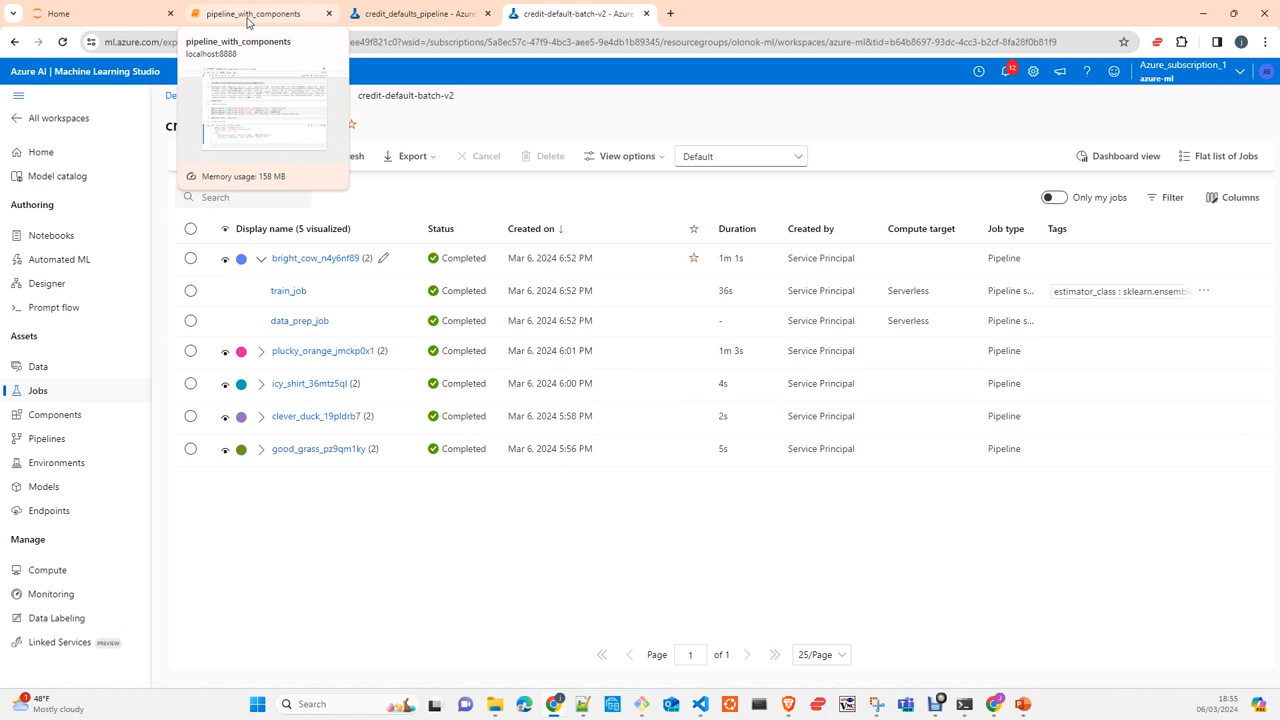 Home
pipeline_with_components
credit_defaults_pipeline - Azure
credit-default-batch-v2 - Azure
ml.azure.com/exp
ee49f821c0?wsid=/subscriptions/5a8ec57c-47f9-4bc3-aee5-9e4db1b89345/resourcegroups/olonok-ml/workspaces/azure-ml&tid=b64b8697-93dc-4cc3-b2cf-8fa28f0b81f9
pipeline_with_components
localhost:8888
Memory usage: 158 MB
Azure AI | Machine Learning Studio
12
Azure_subscription_1
azure-ml
De
credit-default-batch-v2
cr
All workspaces
Home
Model catalog
Authoring
Notebooks
Automated ML
Designer
Prompt flow
Assets
Data
Jobs
Components
Pipelines
Environments
Models
Endpoints
Manage
Compute
Monitoring
Data Labeling
Linked Services PREVIEW
fresh Export Cancel Delete View options Default Dashboard view Flat list of Jobs
Search Only my jobs Filter Columns
Display name (5 visualized) Status Created on ↓ Duration Created by Compute target Job type Tags
bright_cow_n4y6nf89 (2) Completed Mar 6, 2024 6:52 PM 1m 1s Service Principal Pipeline
train_job Completed Mar 6, 2024 6:52 PM 36s Service Principal Serverless Pipeline s... estimator_class : sklearn.ensemble ...
data_prep_job Completed Mar 6, 2024 6:52 PM - Service Principal Serverless Pipeline s...
plucky_orange_jmckp0x1 (2) Completed Mar 6, 2024 6:01 PM 1m 3s Service Principal Pipeline
icy_shirt_36mtz5ql (2) Completed Mar 6, 2024 6:00 PM 4s Service Principal Pipeline
clever_duck_19pldrb7 (2) Completed Mar 6, 2024 5:58 PM 2s Service Principal Pipeline
good_grass_pz9qm1ky (2) Completed Mar 6, 2024 5:56 PM 5s Service Principal Pipeline
Page 1 of 1 25/Page
1
48°F
Mostly cloudy
Search
18:55
06/03/2024